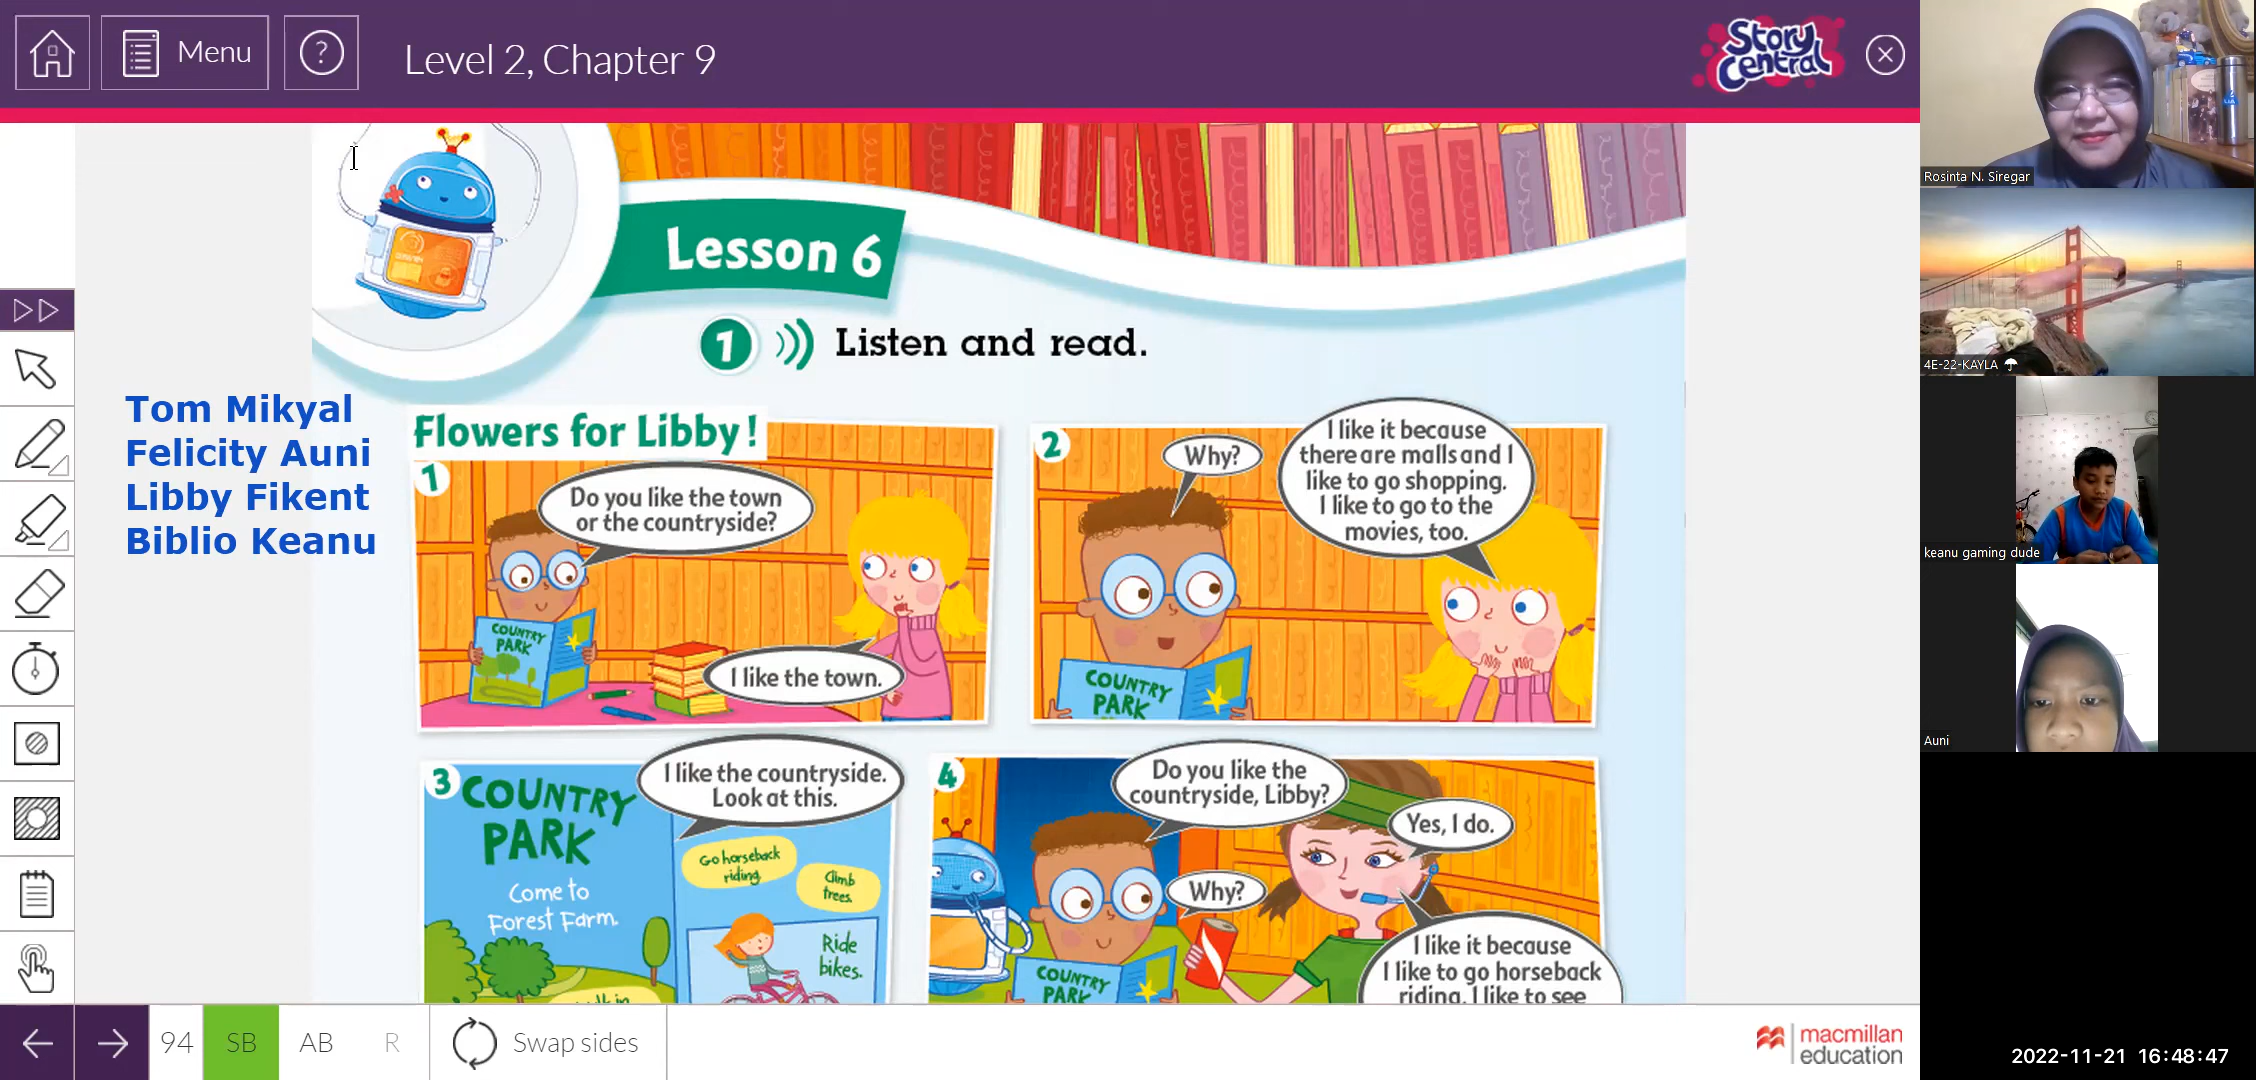 Menu
?
Level 2, Chapter 9
Story
Central
Rosinta N. Siregar
4E-22-KAYLA
keanu gaming dude
Auni
Lesson 6
1
Listen and read.
Tom Mikyal
Felicity Auni
Libby Fikent
Biblio Keanu
Flowers for Libby!
1
Do you like the town
or the countryside?
COUNTRY
PARK
I like the town.
2
Why?
I like it because
there are malls and I
like to go shopping.
I like to go to the
movies, too.
COUNTRY
PARK
3
COUNTRY
PARK
Come to
Forest Farm.
I like the countryside.
Look at this.
Go horseback
riding.
Climb
trees.
Ride
bikes.
4
Do you like the
countryside, Libby?
Yes, I do.
Why?
I like it because
I like to go horseback
riding. I like to see
COUNTRY
PARK
94
SB
AB
R
Swap sides
macmillan
education
2022-11-21 16:48:47